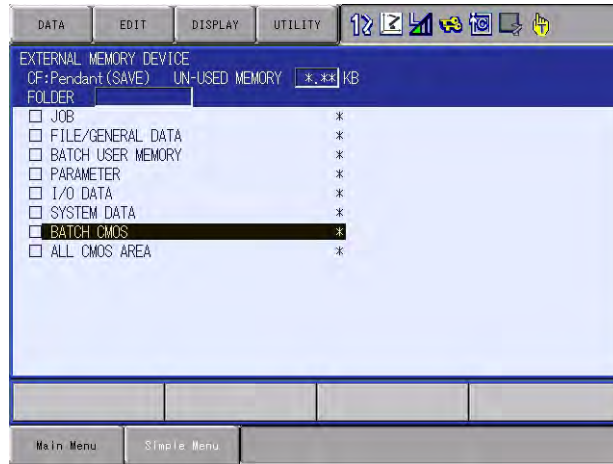 DATA EDIT DISPLAY UTILITY
EXTERNAL MEMORY DEVICE
CF:Pendant(SAVE) UN-USED MEMORY *.** KB
FOLDER
JOB *
FILE/GENERAL DATA *
BATCH USER MEMORY *
PARAMETER *
I/O DATA *
SYSTEM DATA *
BATCH CMOS *
ALL CMOS AREA *
Main Menu Simple Menu